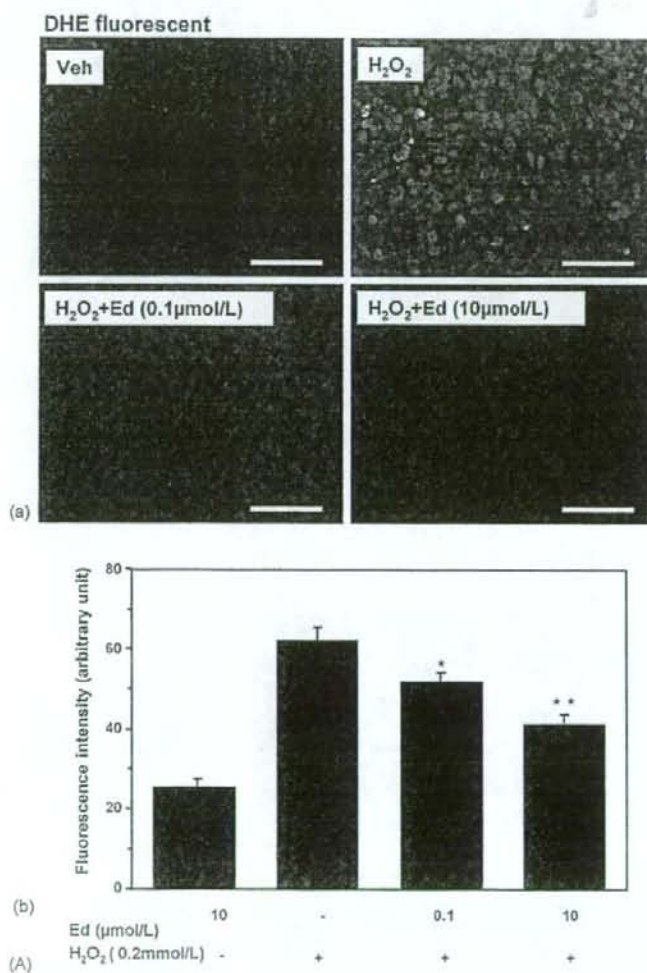 DHE fluorescent
Veh
H₂O₂
H₂O₂+Ed (0.1µmol/L)
H₂O₂+Ed (10µmol/L)
(a)
Fluorescence intensity (arbitrary unit)
80
60
40
20
0
*
* *
(b)
10 - 0.1 10
Ed (µmol/L)
H₂O₂ ( 0.2mmol/L) - + + +
(A)